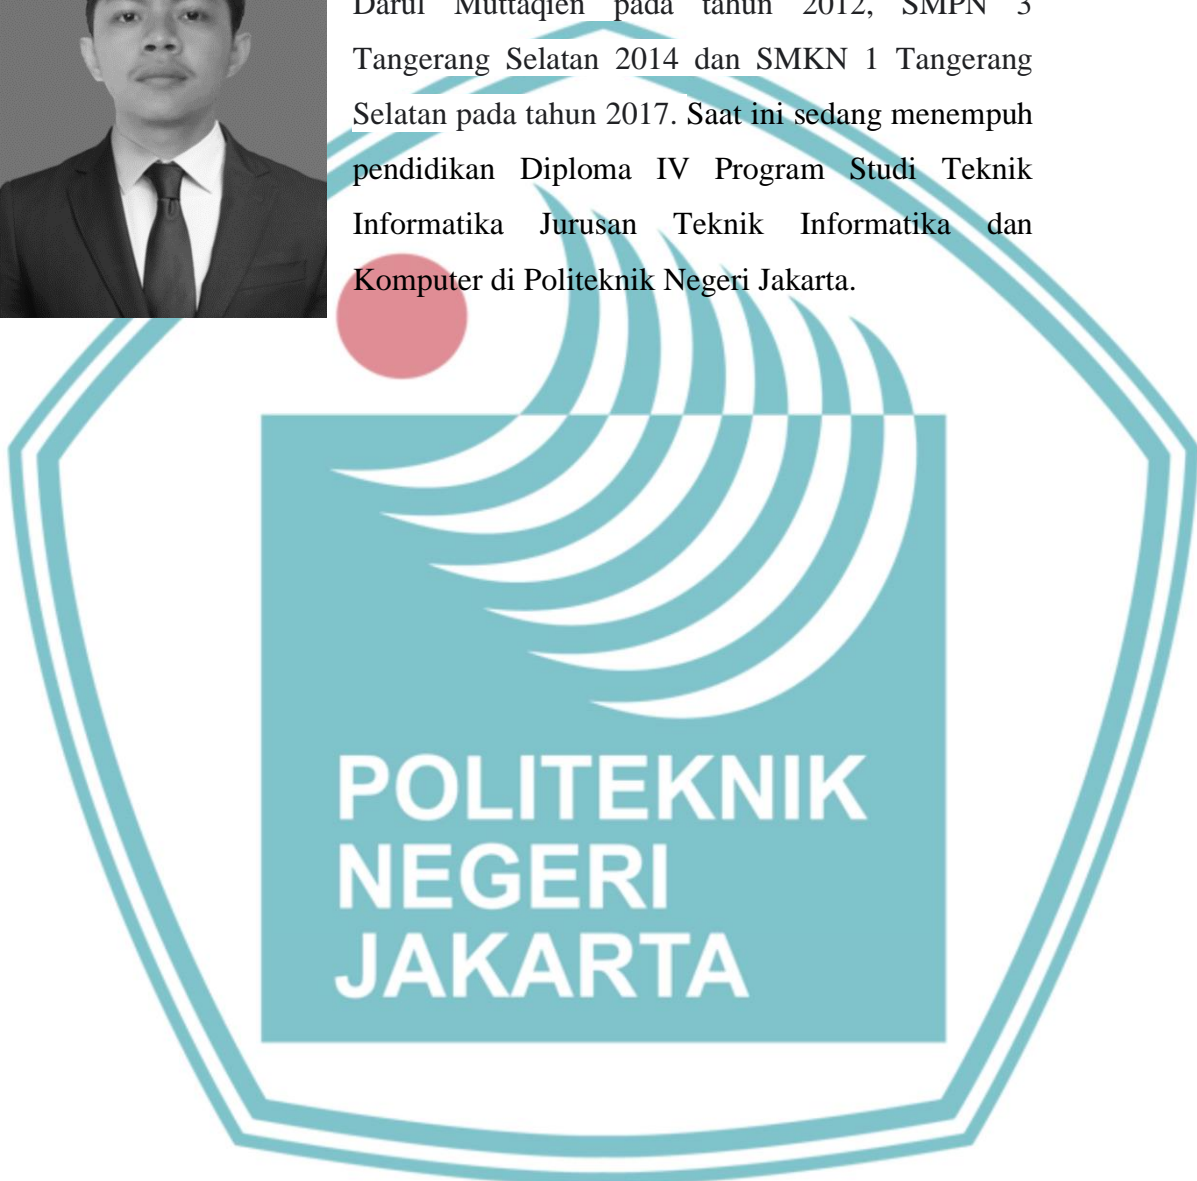 Darul Muttaqien pada tahun 2012, SMPN 3
Tangerang Selatan 2014 dan SMKN 1 Tangerang
Selatan pada tahun 2017. Saat ini sedang menempuh
pendidikan Diploma IV Program Studi Teknik
Informatika Jurusan Teknik Informatika dan
Komputer di Politeknik Negeri Jakarta.
POLITEKNIK
NEGERI
JAKARTA